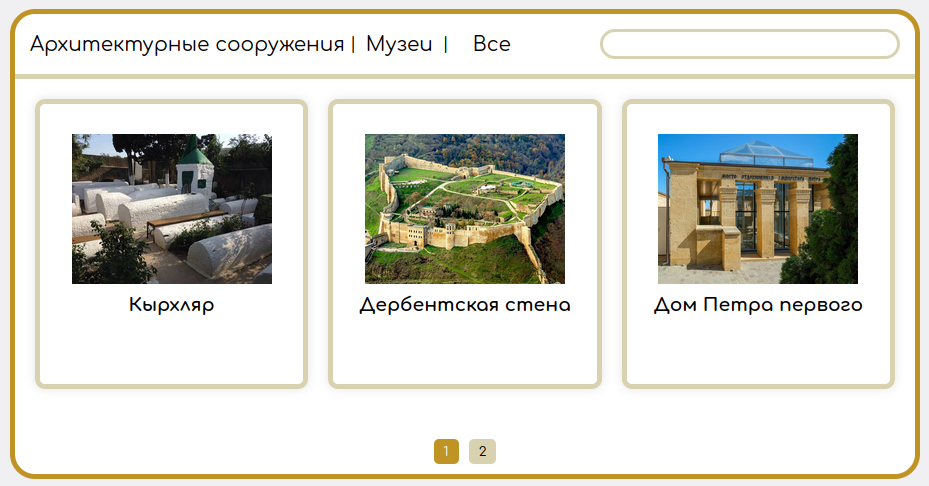 Архитектурные сооружения | Музеи | Все
Кырхляр
Дербентская стена
Дом Петра первого
1 2